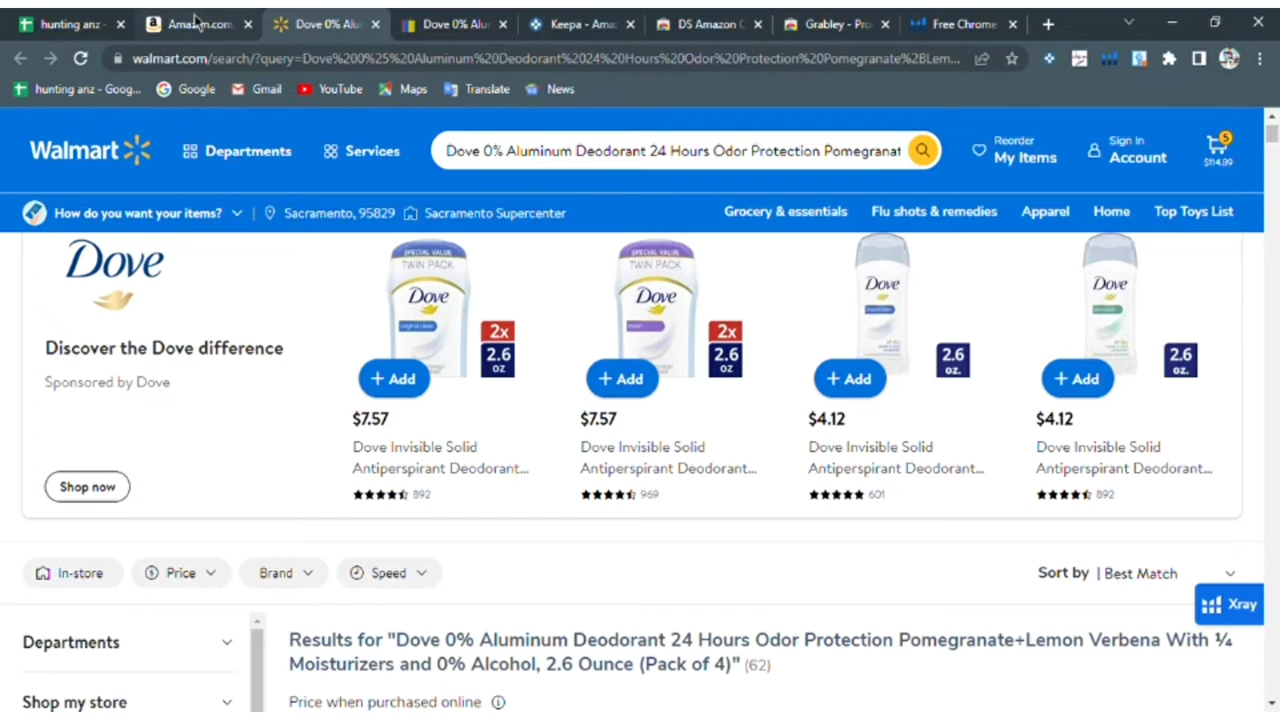 hunting anz -
Amazon.com
Dove 0% Alu
Dove 0% Alu
Keepa - Ama
DS Amazon
Grabley - Pro
Free Chrome
walmart.com/search/?query=Dove%200%25%20Aluminum%20Deodorant%2024%20Hours%20Odor%20Protection%20Pomegranate%2BLem...
hunting anz - Goog...
Google
Gmail
YouTube
Maps
Translate
News
Walmart
Departments
Services
Dove 0% Aluminum Deodorant 24 Hours Odor Protection Pomegranat
Reorder
My Items
Sign In
Account
5
$114.89
How do you want your items?
Sacramento, 95829
Sacramento Supercenter
Grocery & essentials
Flu shots & remedies
Apparel
Home
Top Toys List
Dove
Discover the Dove difference
Sponsored by Dove
Shop now
SPECIAL VALUE
TWIN PACK
Dove
2x
2.6
oz
+ Add
$7.57
Dove Invisible Solid
Antiperspirant Deodorant...
892
SPECIAL VALUE
TWIN PACK
Dove
2x
2.6
oz
+ Add
$7.57
Dove Invisible Solid
Antiperspirant Deodorant...
969
Dove
2.6
oz.
+ Add
$4.12
Dove Invisible Solid
Antiperspirant Deodorant...
601
Dove
2.6
oz.
+ Add
$4.12
Dove Invisible Solid
Antiperspirant Deodorant...
892
In-store
Price
Brand
Speed
Sort by | Best Match
Xray
Departments
Shop my store
Results for "Dove 0% Aluminum Deodorant 24 Hours Odor Protection Pomegranate+Lemon Verbena With ¼
Moisturizers and 0% Alcohol, 2.6 Ounce (Pack of 4)" (62)
Price when purchased online